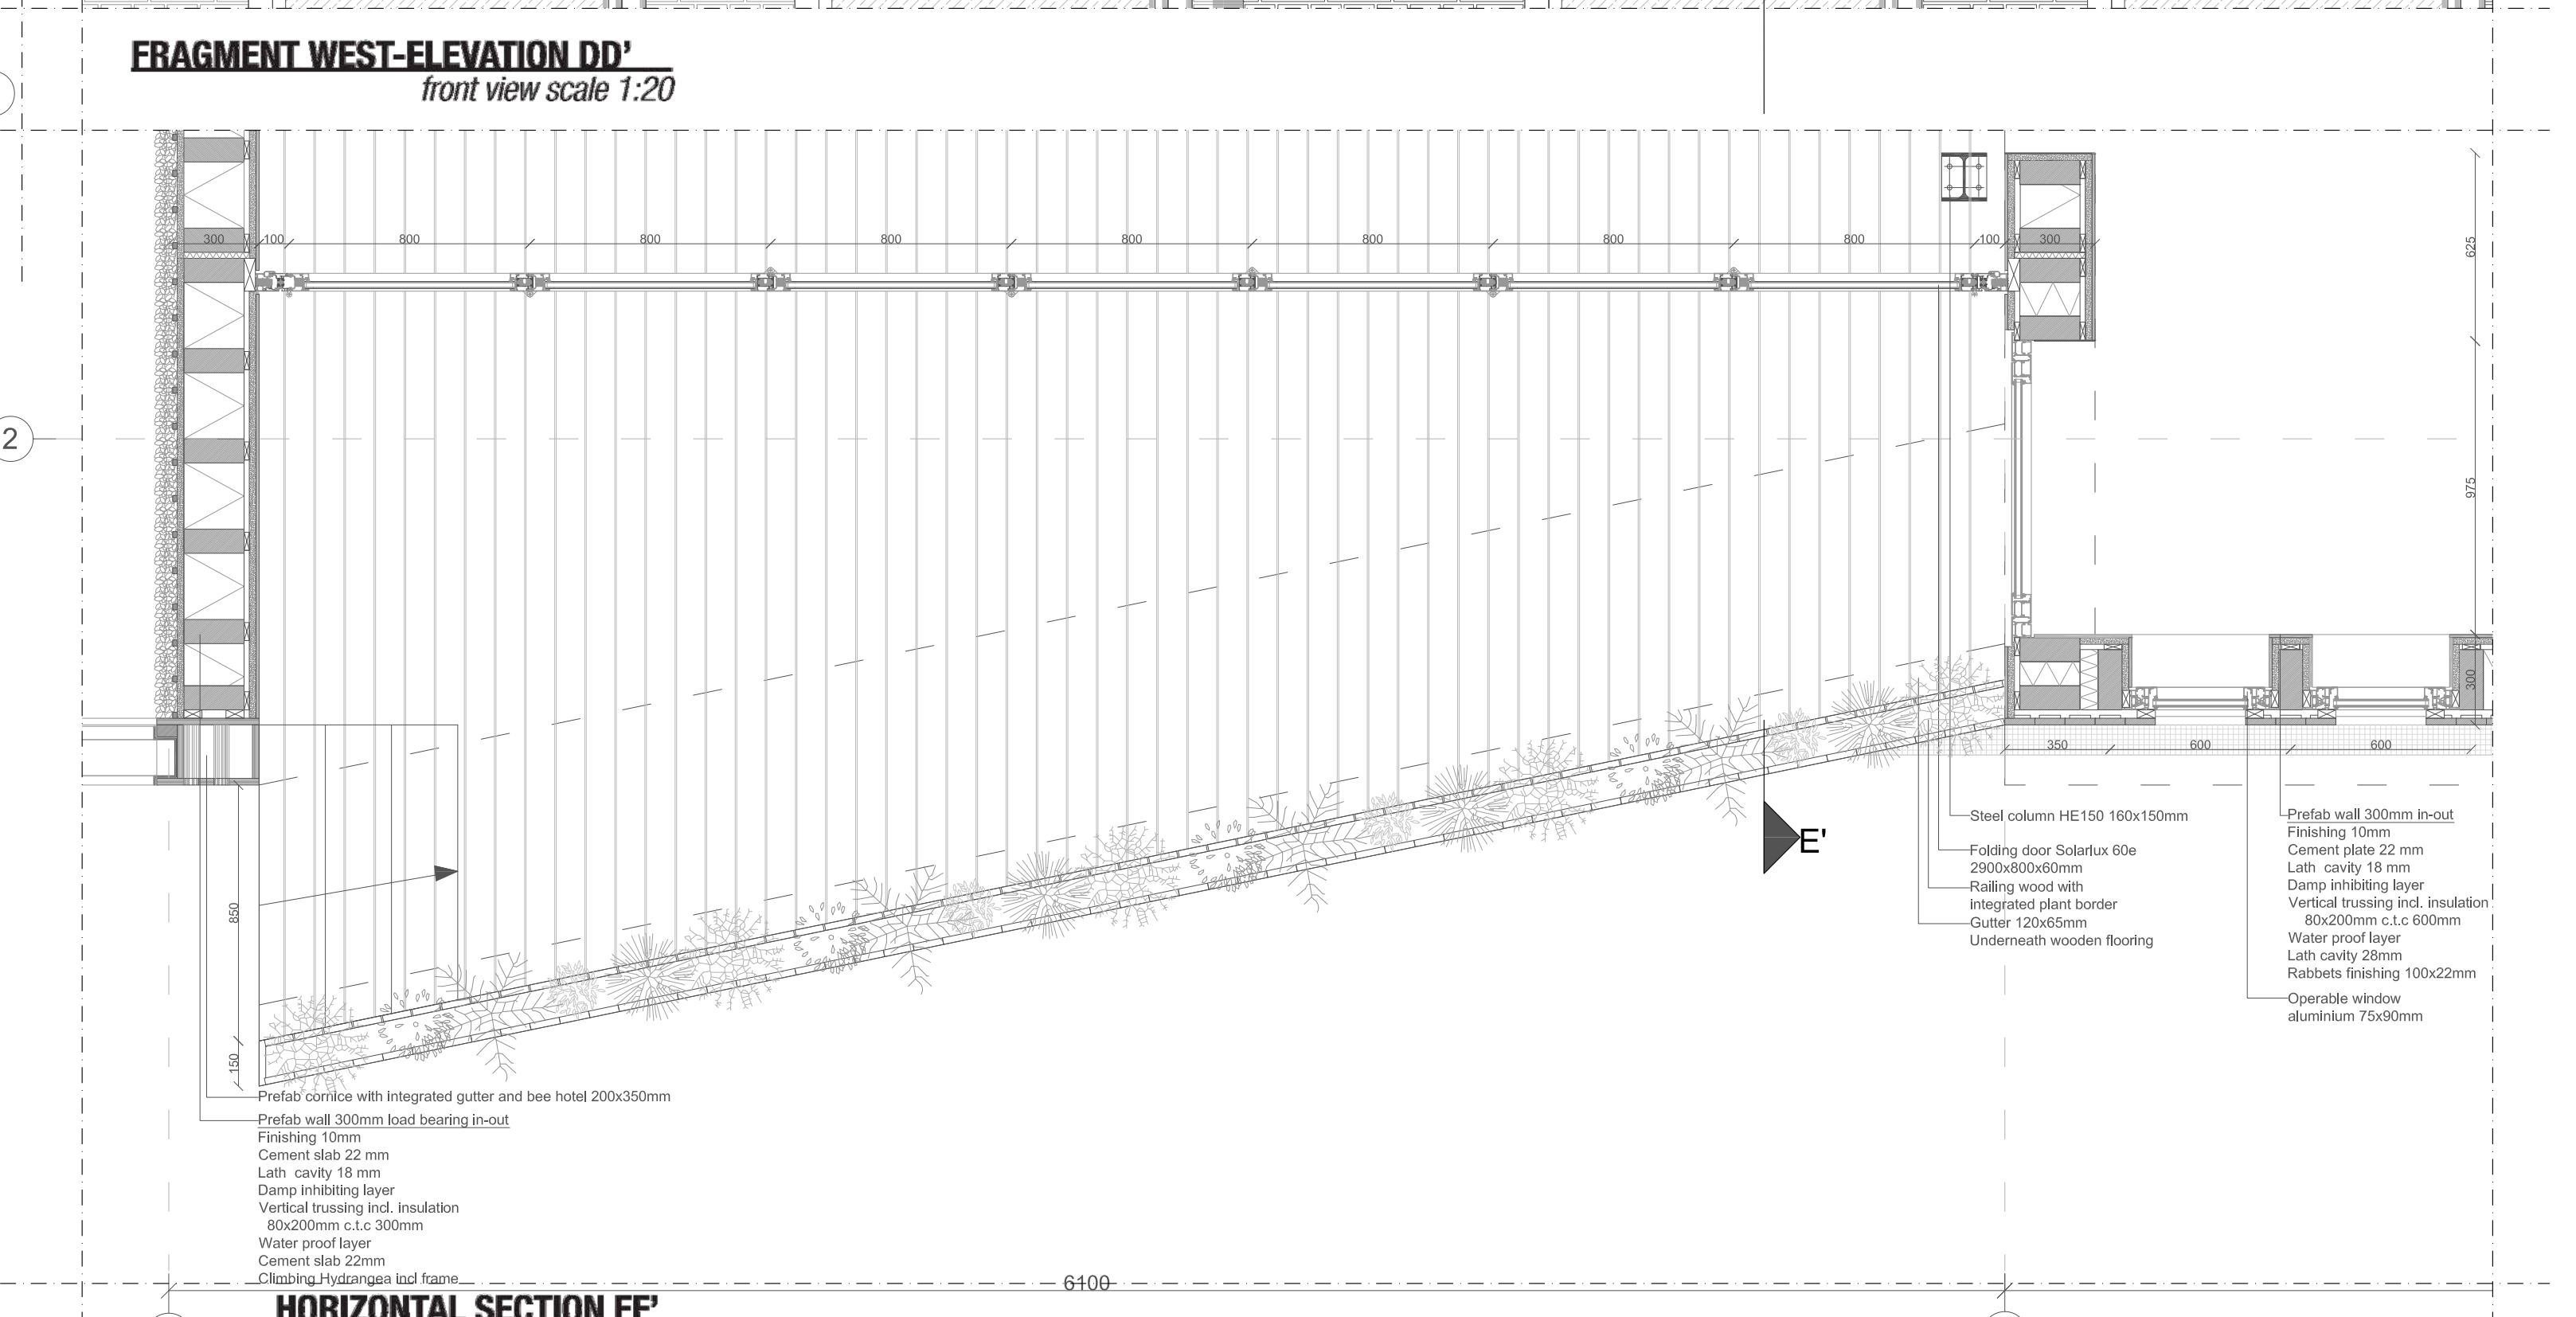 FRAGMENT WEST-ELEVATION DD'
front view scale 1:20
300 100 800 800 800 800 800 800 800 100 300
625
2
975
300
350 600 600
850
150
E'
Steel column HE150 160x150mm
Folding door Solarlux 60e
2900x800x60mm
Railing wood with
integrated plant border
Gutter 120x65mm
Underneath wooden flooring
Prefab wall 300mm in-out
Finishing 10mm
Cement plate 22 mm
Lath cavity 18 mm
Damp inhibiting layer
Vertical trussing incl. insulation
80x200mm c.t.c 600mm
Water proof layer
Lath cavity 28mm
Rabbets finishing 100x22mm
Operable window
aluminium 75x90mm
Prefab cornice with integrated gutter and bee hotel 200x350mm
Prefab wall 300mm load bearing in-out
Finishing 10mm
Cement slab 22 mm
Lath cavity 18 mm
Damp inhibiting layer
Vertical trussing incl. insulation
80x200mm c.t.c 300mm
Water proof layer
Cement slab 22mm
Climbing Hydrangea incl frame
6100
HORIZONTAL SECTION